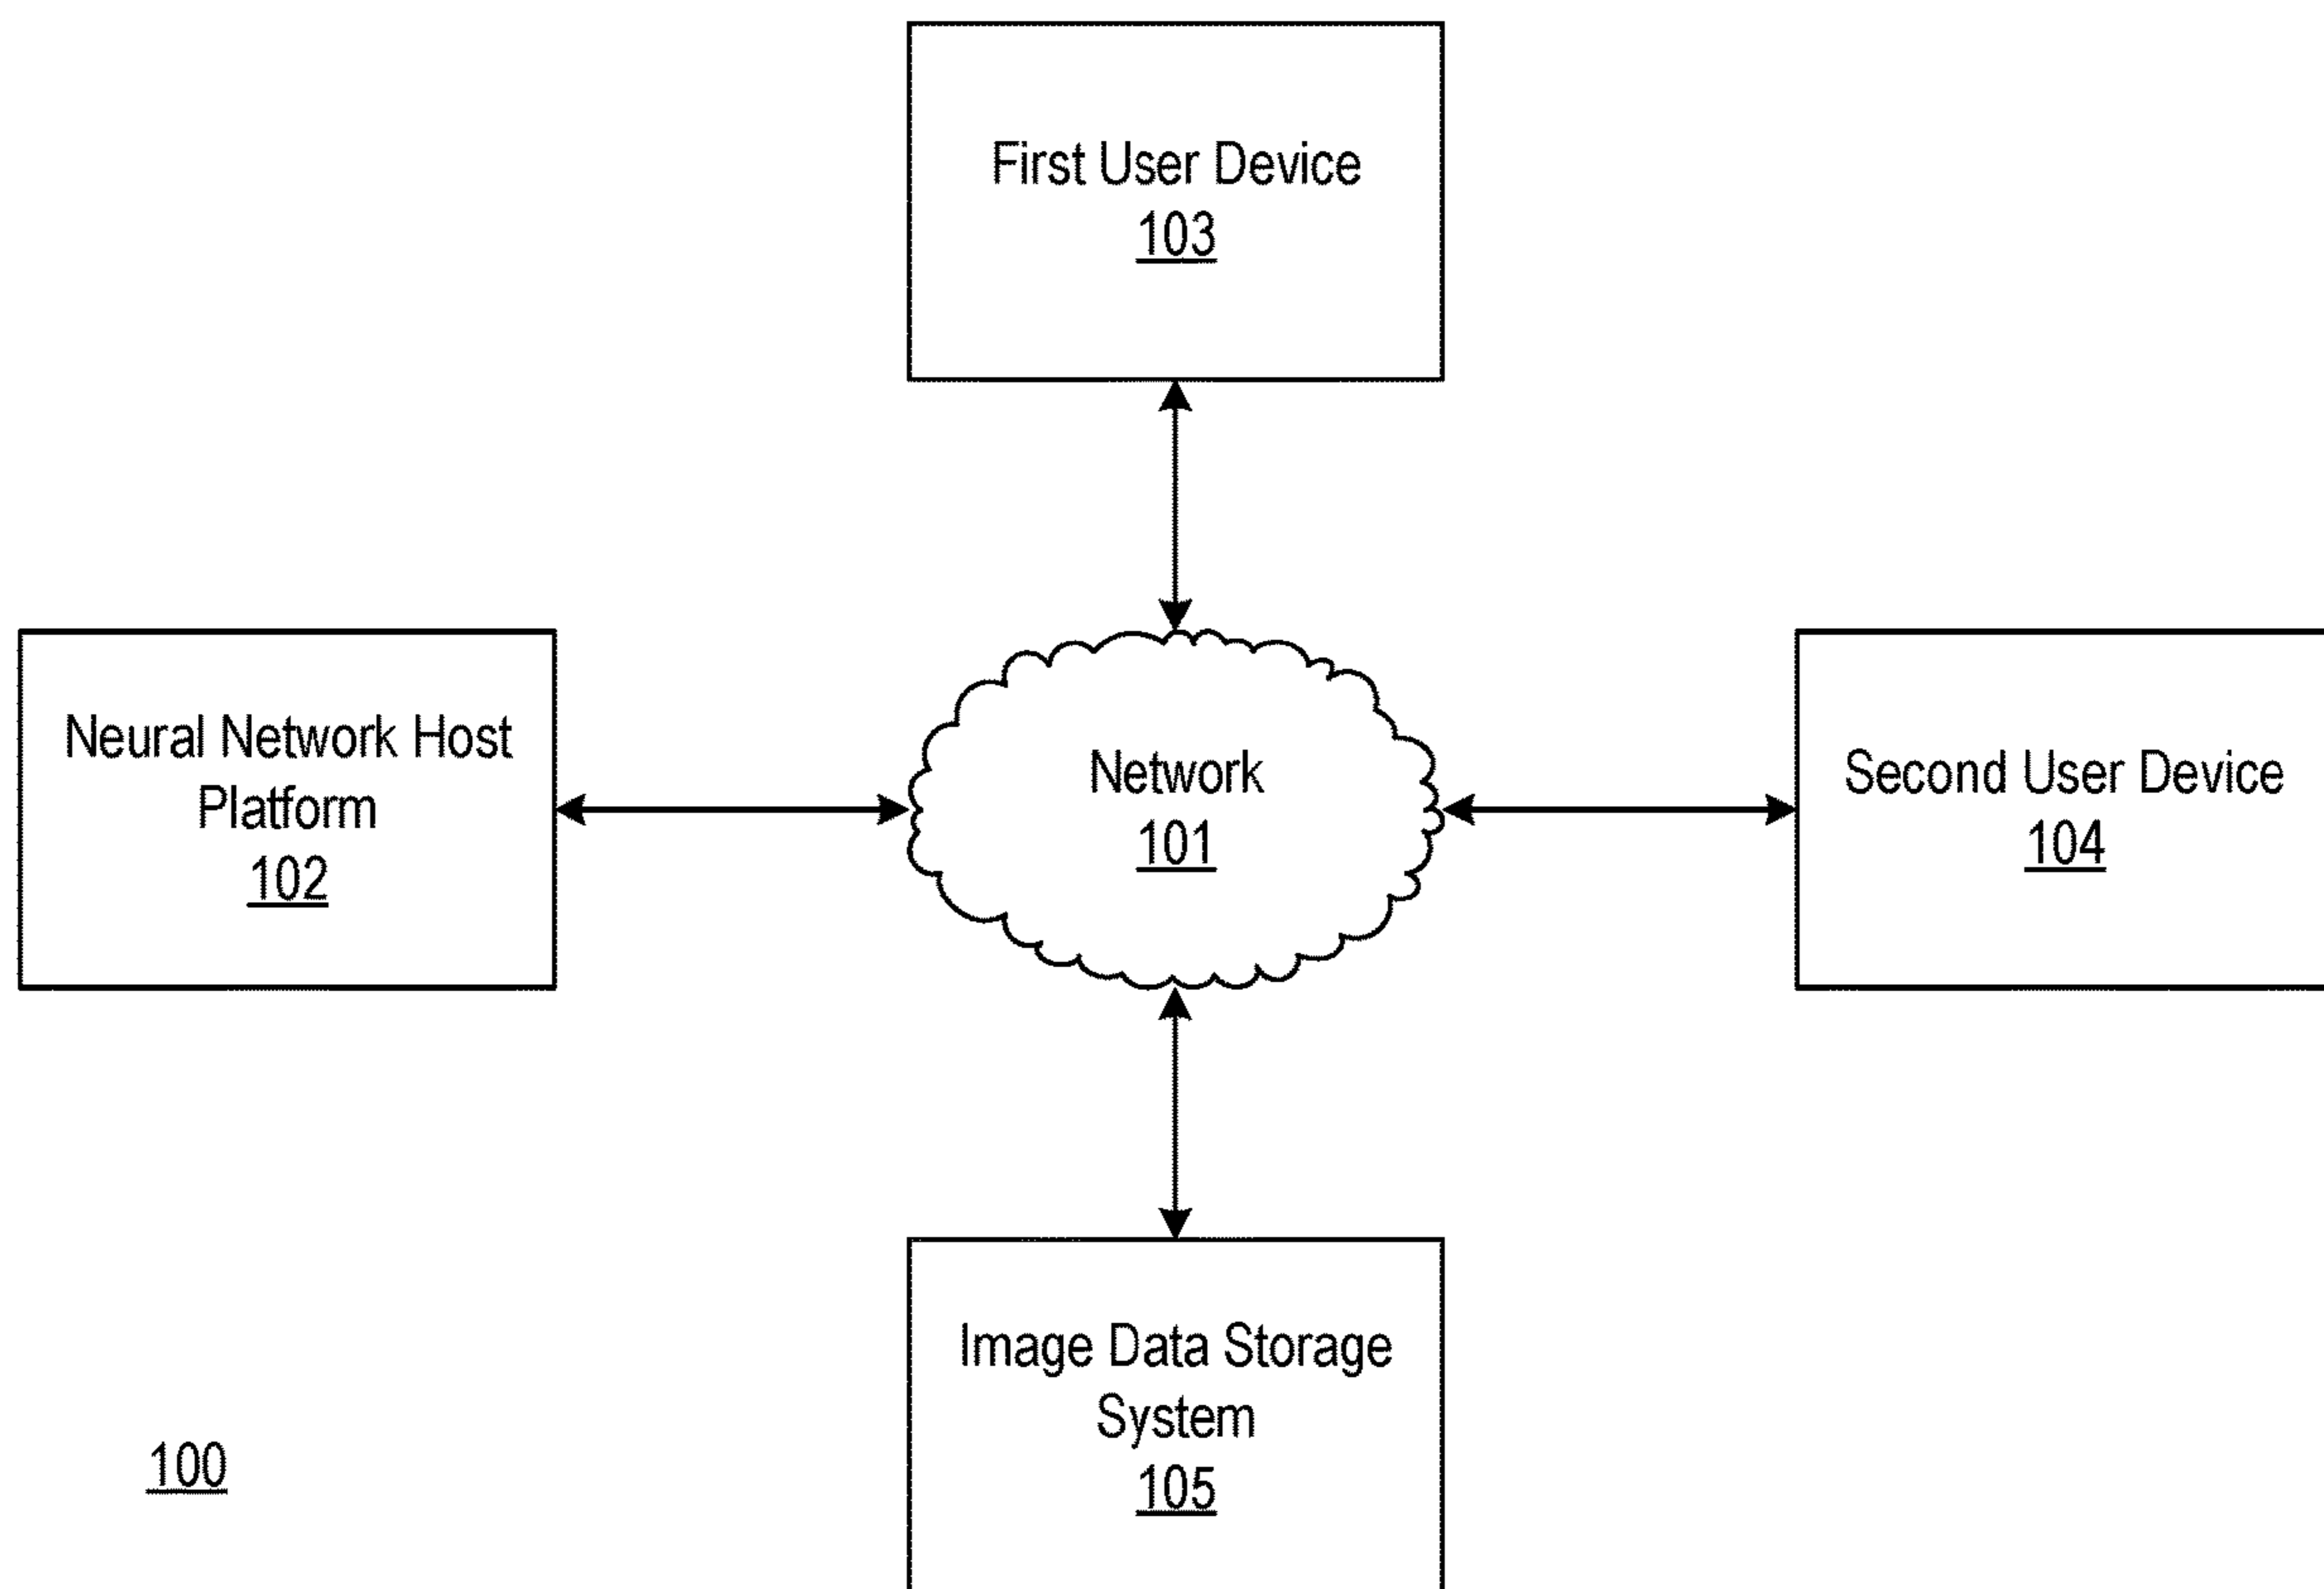 First User Device
103
Neural Network Host
Platform
102
Network
101
Second User Device
104
Image Data Storage
System
105
100